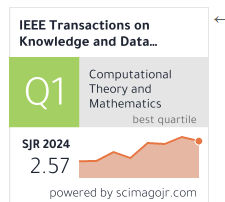 IEEE Transactions on
Knowledge and Data...
Q1
Computational
Theory and
Mathematics
best quartile
SJR 2024
2.57
powered by scimagojr.com
←